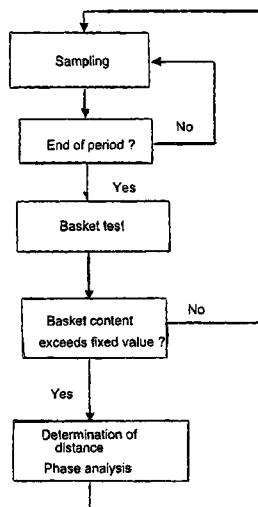 Sampling
End of period ?
No
Yes
Basket test
Basket content
exceeds fixed value ?
No
Yes
Determination of
distance
Phase analysis